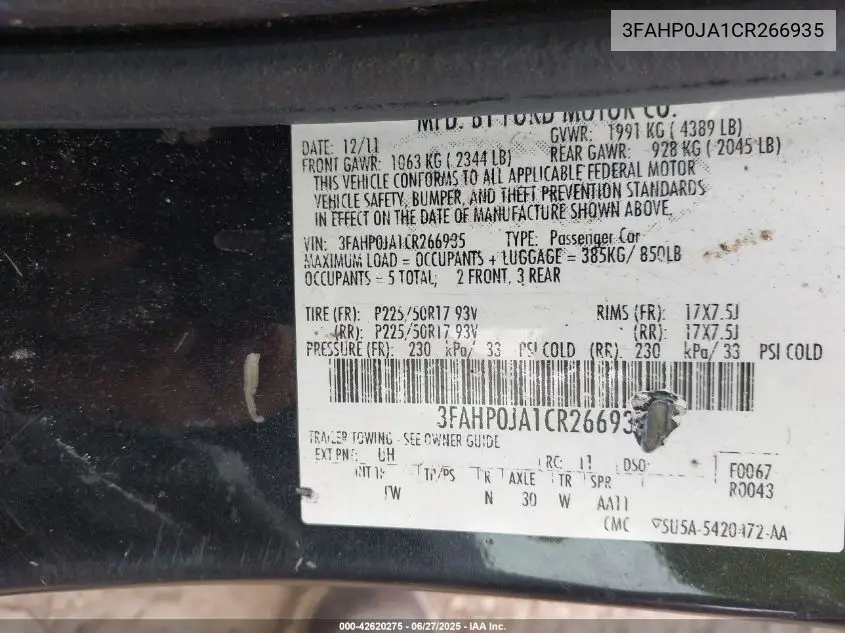 3FAHP0JA1CR266935
MFD. BY FORD MOTOR CO.
DATE: 12/11 GVWR: 1991 KG ( 4389 LB)
FRONT GAWR: 1063 KG ( 2344 LB) REAR GAWR: 928 KG ( 2045 LB)
THIS VEHICLE CONFORMS TO ALL APPLICABLE FEDERAL MOTOR
VEHICLE SAFETY, BUMPER, AND THEFT PREVENTION STANDARDS
IN EFFECT ON THE DATE OF MANUFACTURE SHOWN ABOVE.
VIN: 3FAHP0JA1CR266935 TYPE: Passenger Car
MAXIMUM LOAD = OCCUPANTS + LUGGAGE = 385KG/ 850LB
OCCUPANTS = 5 TOTAL; 2 FRONT, 3 REAR
TIRE (FR): P225/50R17 93V RIMS (FR): 17X7.5J
(RR): P225/50R17 93V (RR): 17X7.5J
PRESSURE (FR): 230 kPa/ 33 PSI COLD (RR): 230 kPa/ 33 PSI COLD
3FAHP0JA1CR26693
TRAILER TOWING - SEE OWNER GUIDE
EXT PNT: UH RC: 11 DSO: F0067
INT TR TP/PS R AXLE TR SPR R0043
TW N 30 W AA11
CMC 5U5A-5420472-AA
000-42620275 - 06/27/2025 - IAA Inc.